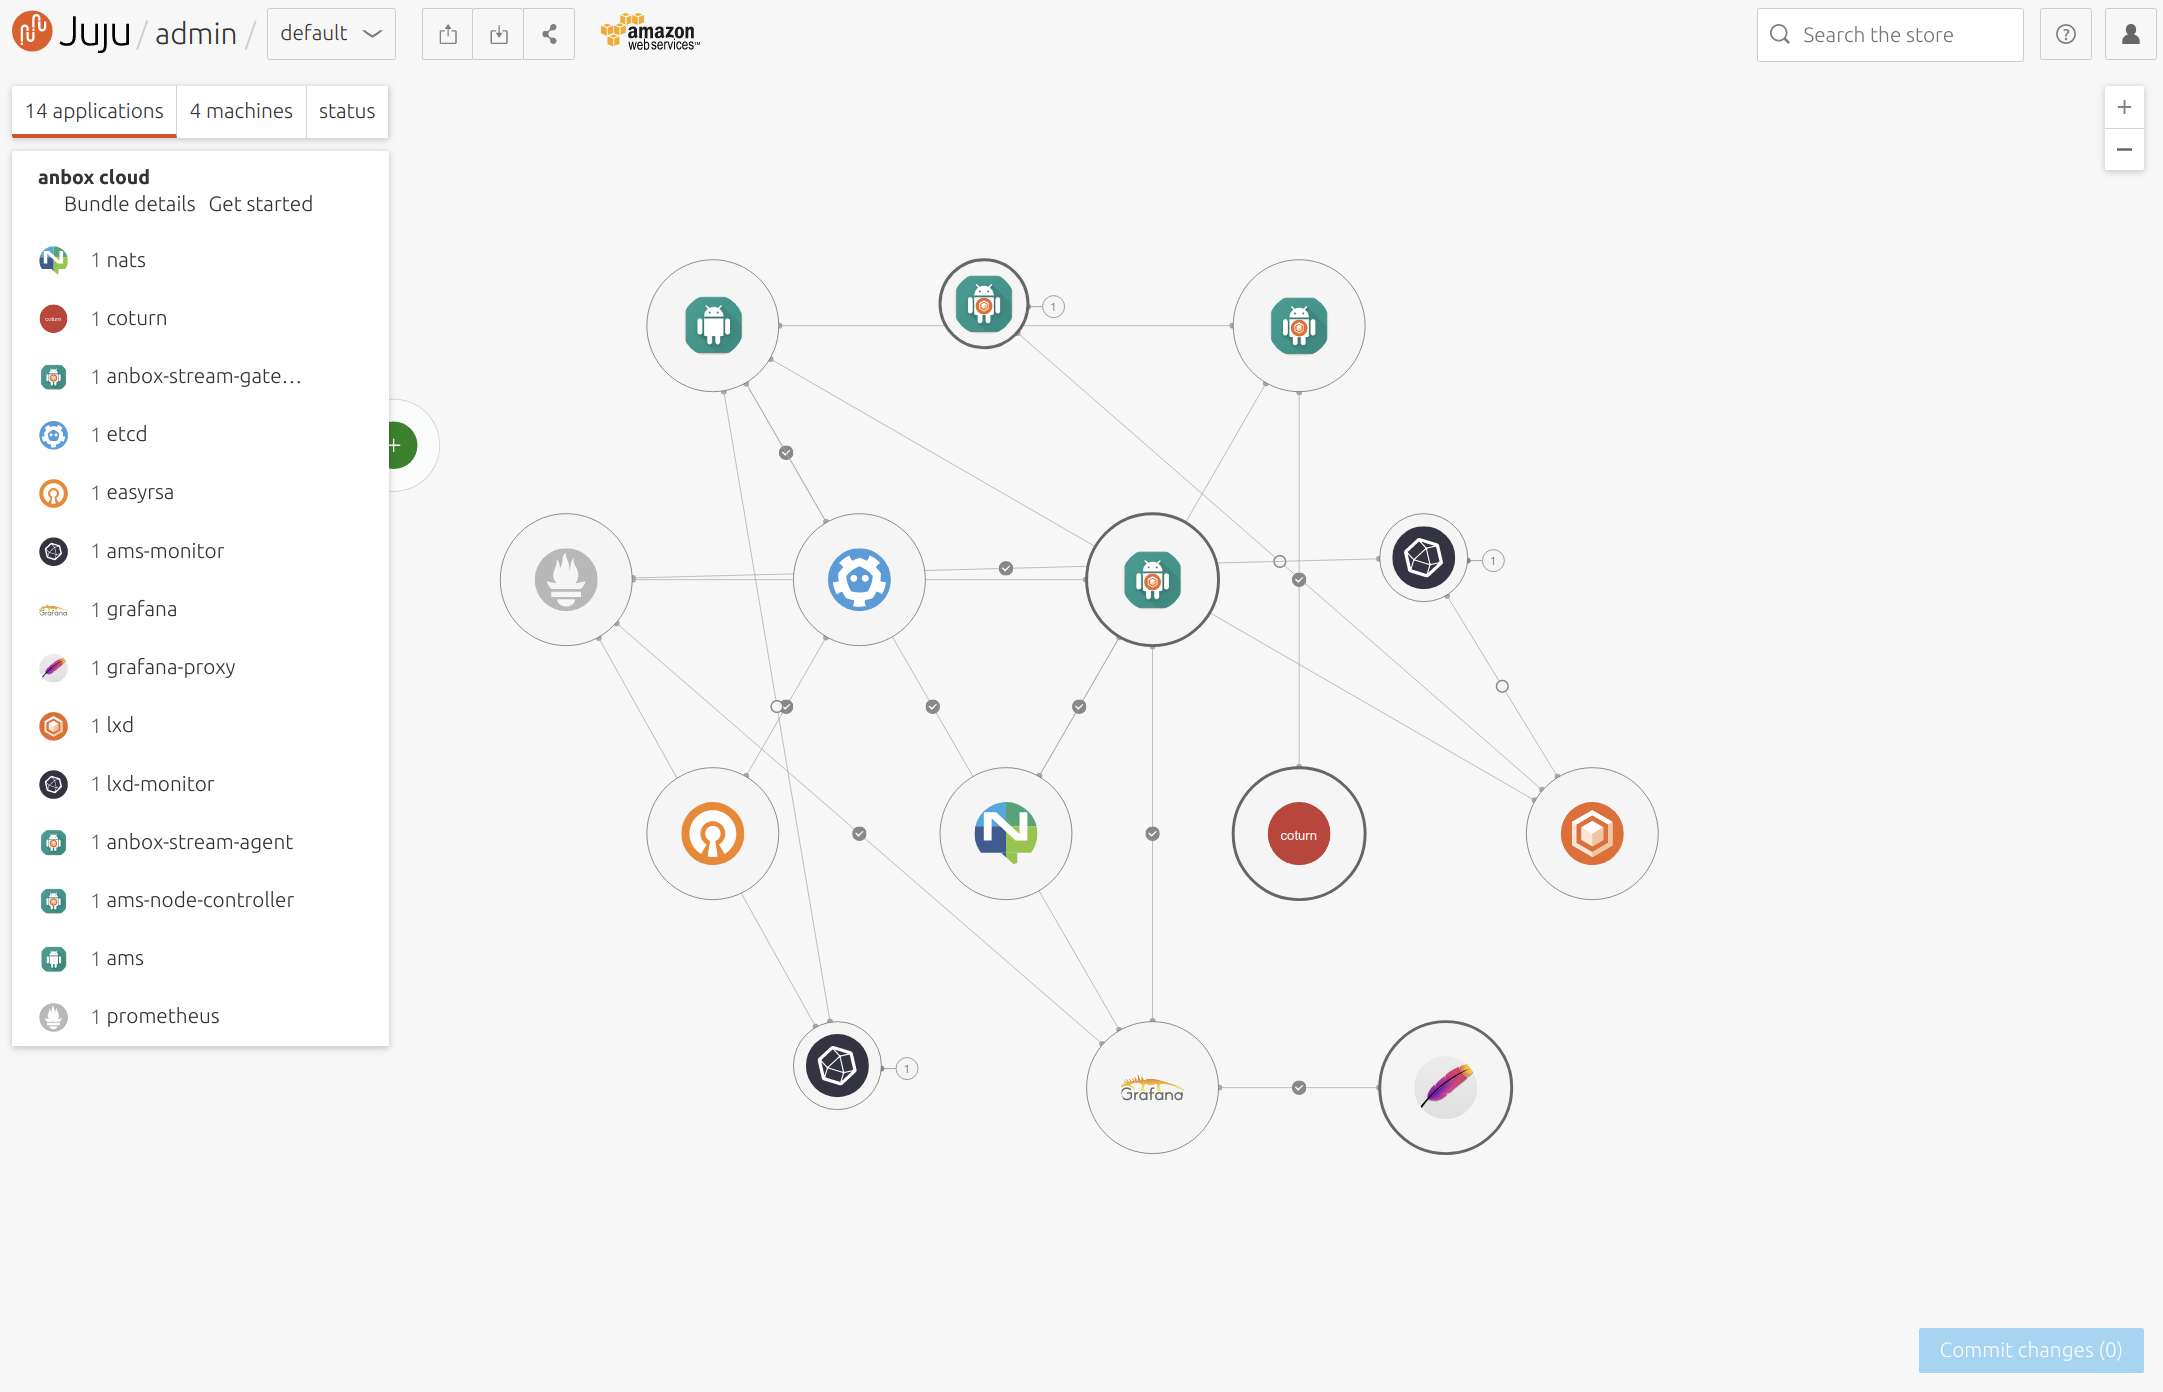 Juju / admin / default
amazon
webservices™
Search the store
14 applications 4 machines status
anbox cloud
Bundle details Get started
1 nats
coturn
1 coturn
1 anbox-stream-gate...
1 etcd
1 easyrsa
1 ams-monitor
Grafana
1 grafana
1 grafana-proxy
1 lxd
1 lxd-monitor
1 anbox-stream-agent
1 ams-node-controller
1 ams
1 prometheus
1
1
coturn
1
Grafana
Commit changes (0)